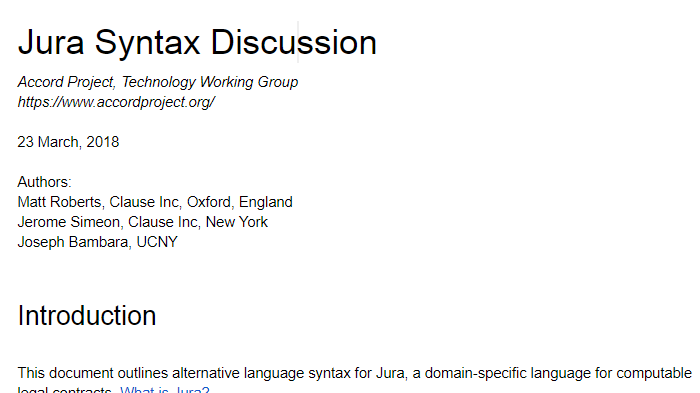 Jura Syntax Discussion
Accord Project, Technology Working Group
https://www.accordproject.org/
23 March, 2018
Authors:
Matt Roberts, Clause Inc, Oxford, England
Jerome Simeon, Clause Inc, New York
Joseph Bambara, UCNY
Introduction
This document outlines alternative language syntax for Jura, a domain-specific language for computable
legal contracts. What is Jura?